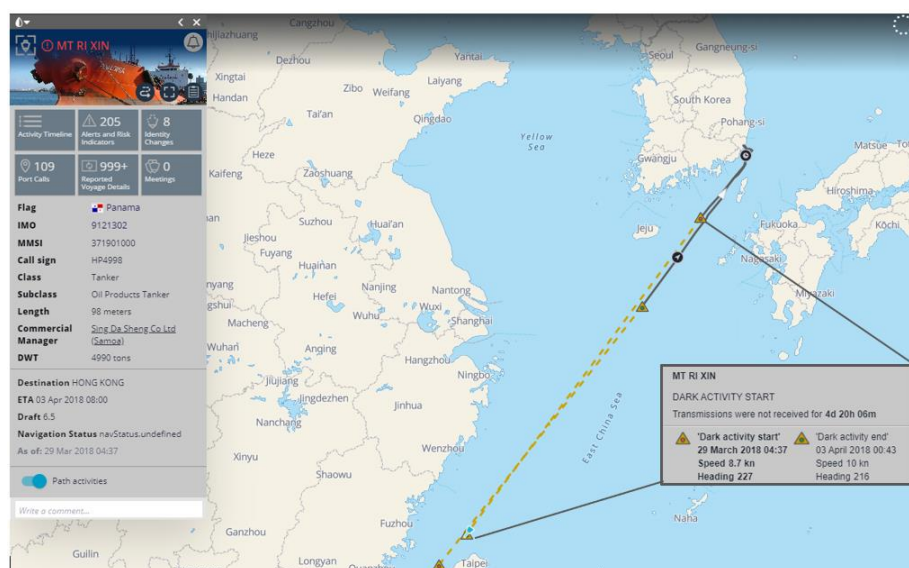 MT RI XIN
Activity Timeline
205
Alerts and Risk
Indicators
8
Identity
Changes
109
Port Calls
999+
Reported
Voyage Details
0
Meetings
Flag Panama
IMO 9121302
MMSI 371901000
Call sign HP4998
Class Tanker
Subclass Oil Products Tanker
Length 98 meters
Commercial Manager Sing Da Sheng Co Ltd (Samoa)
DWT 4990 tons
Destination HONG KONG
ETA 03 Apr 2018 08:00
Draft 6.5
Navigation Status navStatus.undefined
As of: 29 Mar 2018 04:37
Path activities
Write a comment...
Cangzhou
Shijiazhuang
Dezhou
Yantai
Xingtai
Zibo
Weifang
Laiyang
Handan
Tai'an
Qingdao
Heze
Kaifeng
Zaoshuang
Yellow
Sea
Seoul
Gangneung-si
South Korea
Pohang-si
Gwangju
Matsue
Hiroshima
Jeju
Fukuoka
Kōchi
Nagasaki
Miyazaki
Suzhou
Huai'an
Jieshou
Fuyang
Huainan
Nanjing
Nantong
Hefei
Wuhu
Wuxi
Shanghai
Macheng
Wuhan
Anqing
Hangzhou
Ningbo
Jiujiang
Jingdezhen
Jinhua
Nanchang
Wenzhou
Xinyu
Shaowu
Fuzhou
Ganzhou
Guilin
Longyan
Quanzhou
Taipei
East China Sea
Naha
MT RI XIN
DARK ACTIVITY START
Transmissions were not received for 4d 20h 06m
'Dark activity start'
29 March 2018 04:37
Speed 8.7 kn
Heading 227
'Dark activity end'
03 April 2018 00:43
Speed 10 kn
Heading 216